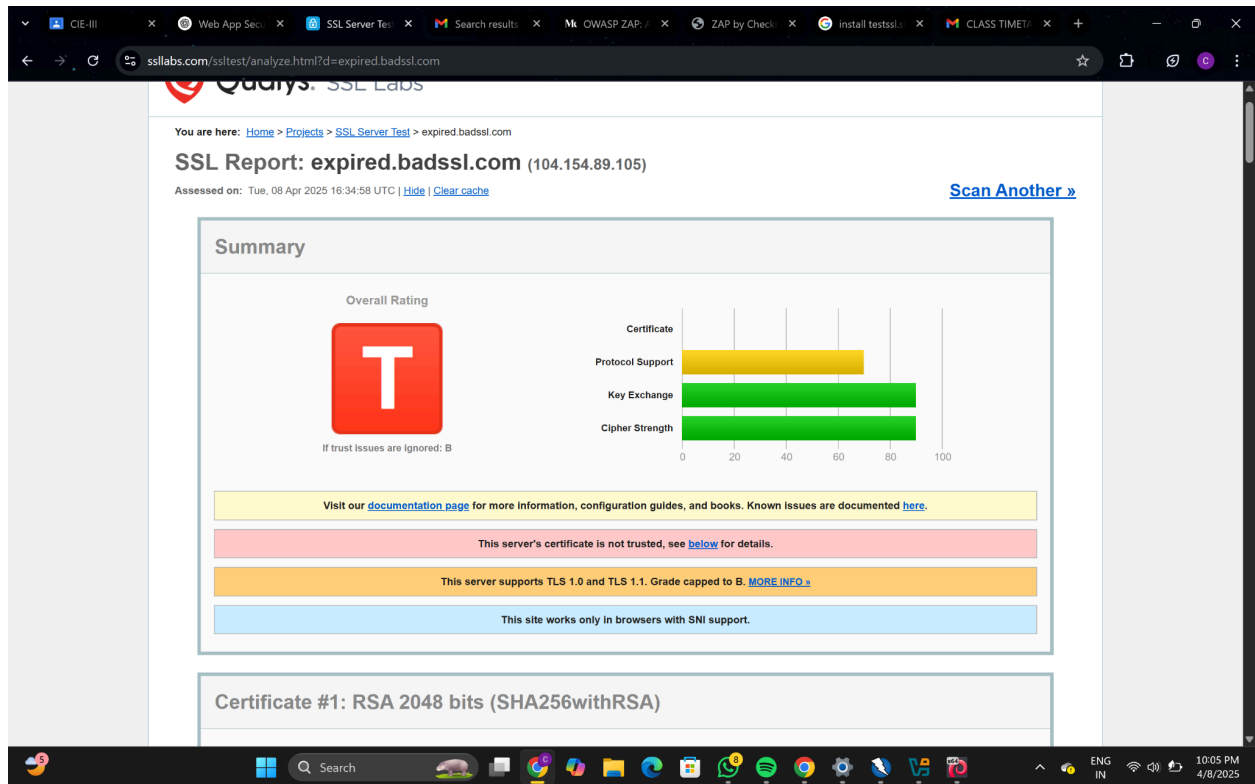 CIE-III
Web App Secu
SSL Server Tes
Search results
Mk OWASP ZAP: A
ZAP by Check
install testssl.s
CLASS TIMETA
ssllabs.com/ssltest/analyze.html?d=expired.badssl.com
C
Qualys. SSL Labs
You are here: Home > Projects > SSL Server Test > expired.badssl.com
SSL Report: expired.badssl.com (104.154.89.105)
Assessed on: Tue, 08 Apr 2025 16:34:58 UTC | Hide | Clear cache
Scan Another »
Summary
Overall Rating
T
If trust issues are ignored: B
Certificate
Protocol Support
Key Exchange
Cipher Strength
0 20 40 60 80 100
Visit our documentation page for more information, configuration guides, and books. Known issues are documented here.
This server's certificate is not trusted, see below for details.
This server supports TLS 1.0 and TLS 1.1. Grade capped to B. MORE INFO »
This site works only in browsers with SNI support.
Certificate #1: RSA 2048 bits (SHA256withRSA)
5
Search
C
8
ENG
IN
10:05 PM
4/8/2025